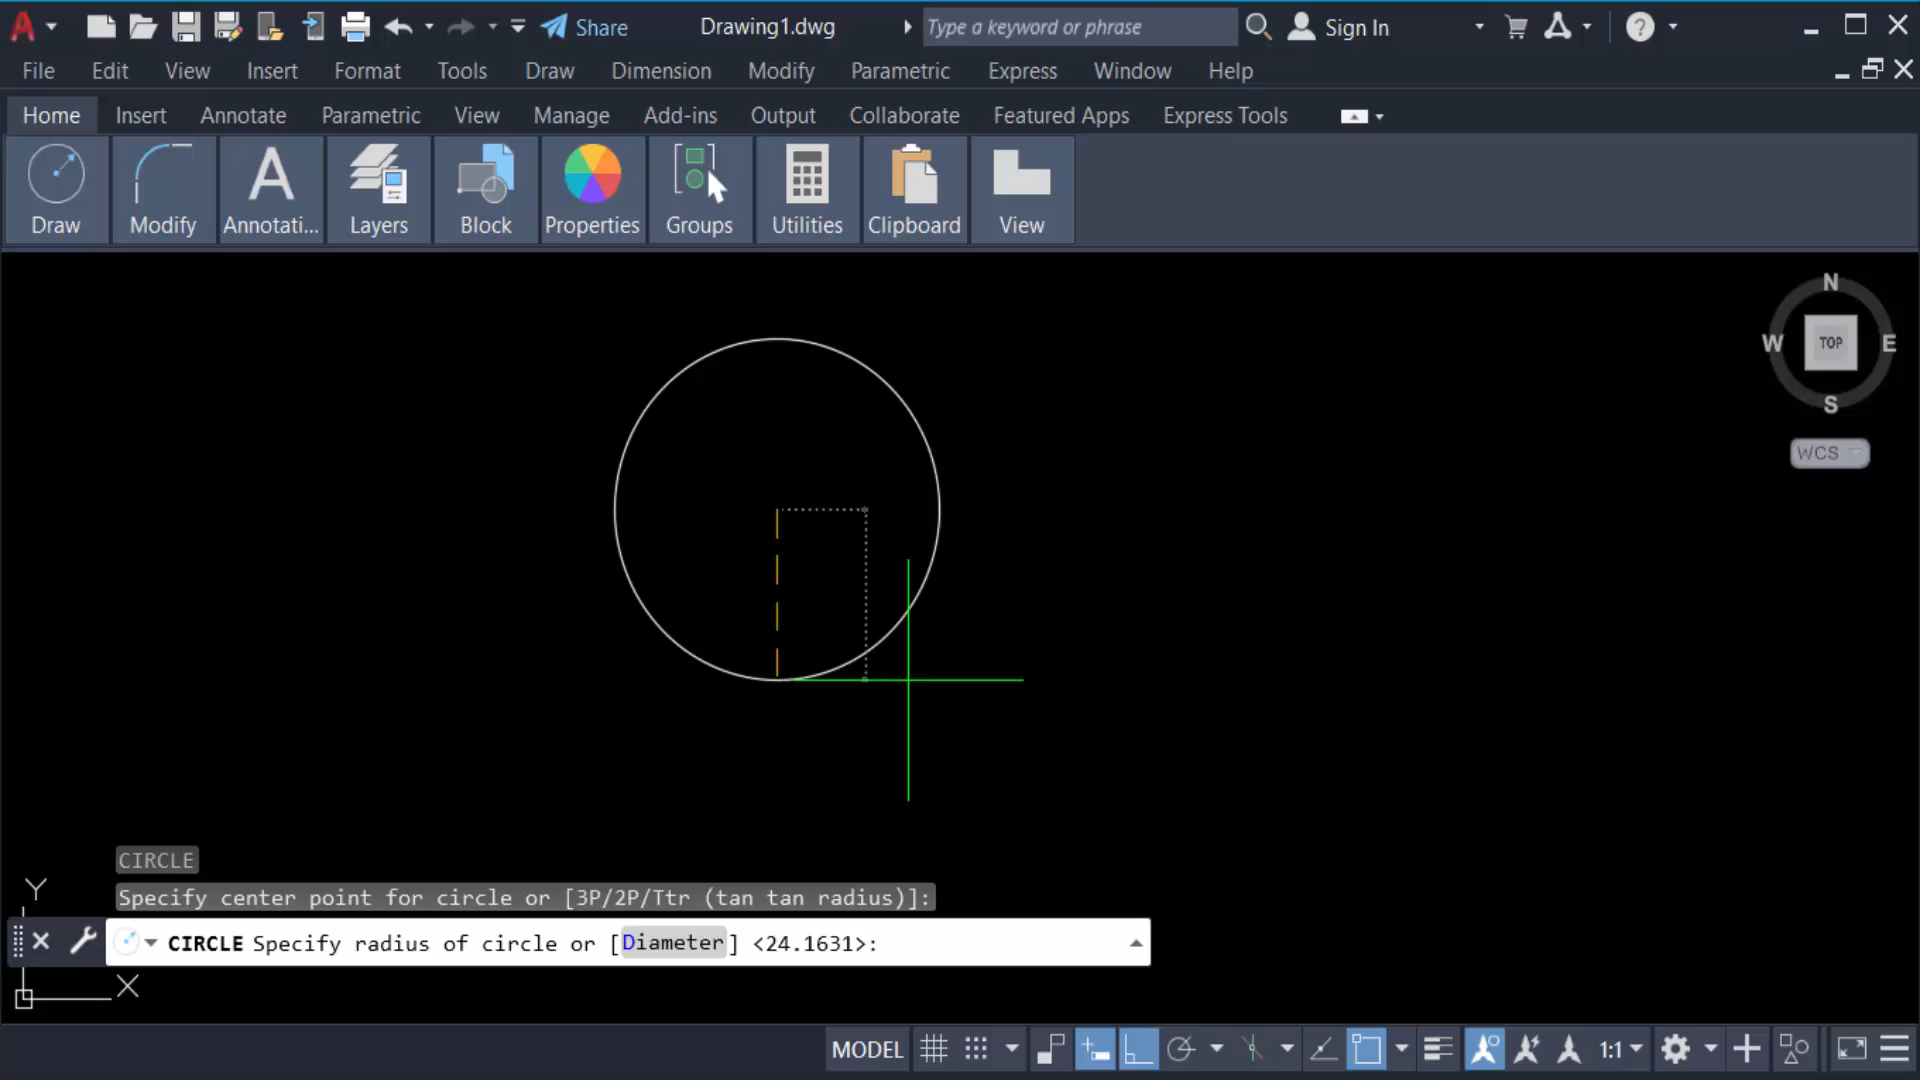 Share
Drawing1.dwg
Type a keyword or phrase
Sign In
File Edit View Insert Format Tools Draw Dimension Modify Parametric Express Window Help
Home Insert Annotate Parametric View Manage Add-ins Output Collaborate Featured Apps Express Tools
Draw Modify Annotati... Layers Block Properties Groups Utilities Clipboard View
N
W TOP E
S
WCS
CIRCLE
Specify center point for circle or [3P/2P/Ttr (tan tan radius)]:
CIRCLE Specify radius of circle or [Diameter] <24.1631>:
Y
X
MODEL 1:1